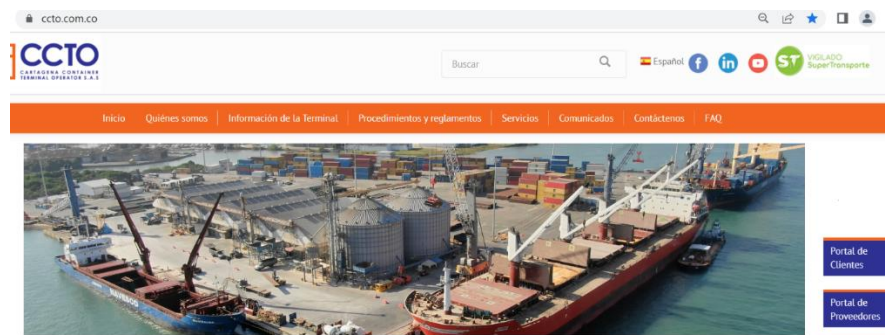 ccto.com.co
CCTO
CARTAGENA CONTAINER
TERMINAL OPERATOR S.A.S
Buscar
Español
ST
VIGILADO
SuperTransporte
Inicio
Quiénes somos
Información de la Terminal
Procedimientos y reglamentos
Servicios
Comunicados
Contáctenos
FAQ
Portal de
Clientes
Portal de
Proveedores